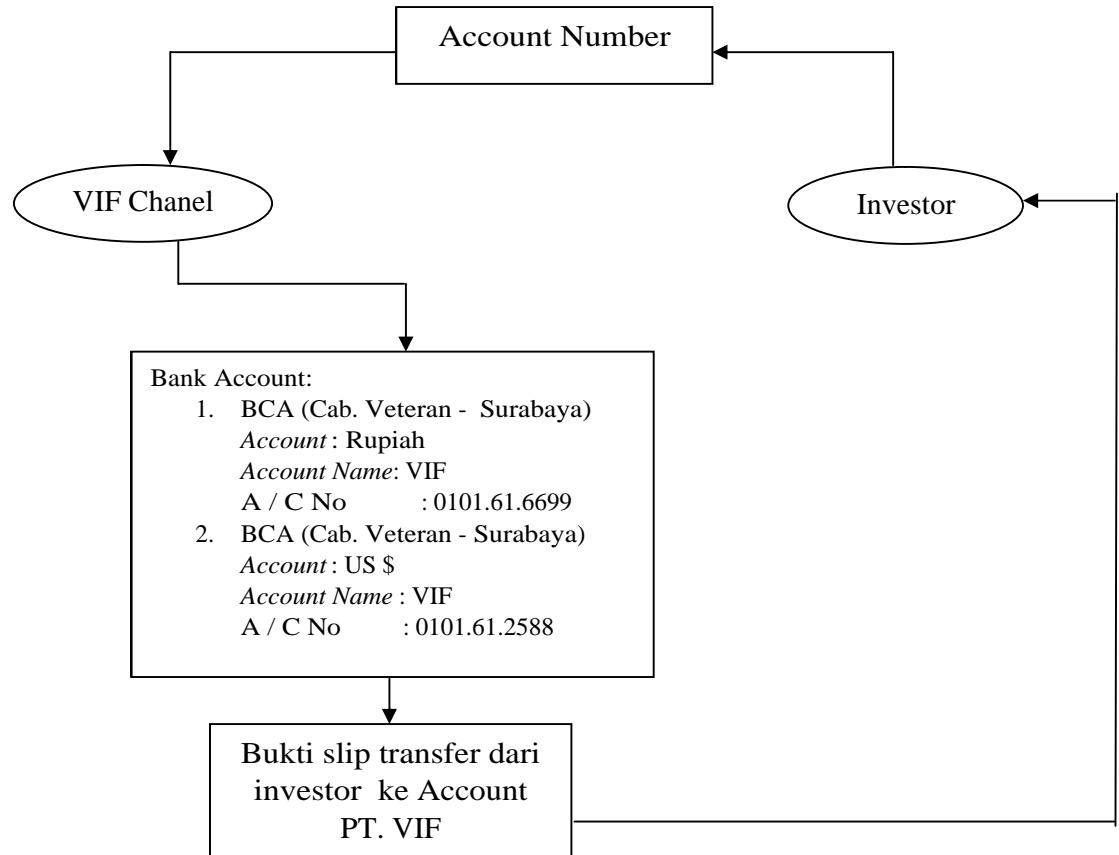 Account Number
VIF Chanel
Investor
Bank Account:
1. BCA (Cab. Veteran - Surabaya)
Account : Rupiah
Account Name: VIF
A / C No : 0101.61.6699
2. BCA (Cab. Veteran - Surabaya)
Account : US $
Account Name : VIF
A / C No : 0101.61.2588
Bukti slip transfer dari
investor ke Account
PT. VIF